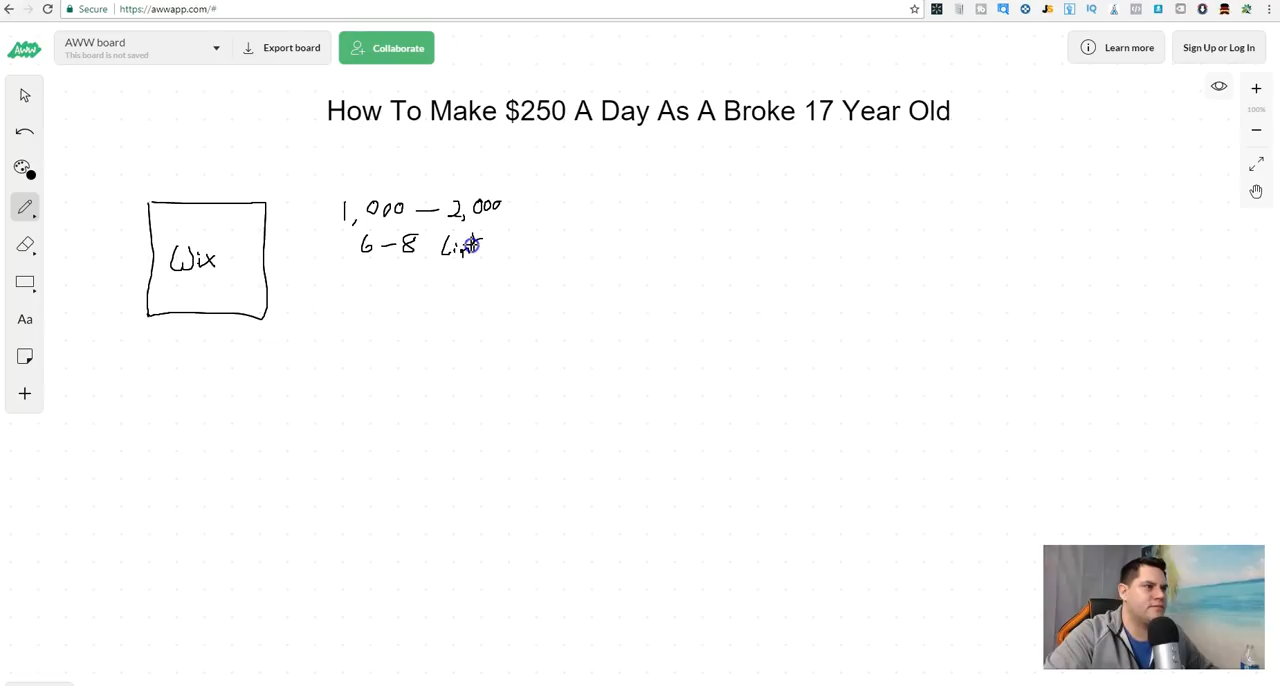 Secure https://awwapp.com/#
AWW
AWW board
This board is not saved
Export board
Collaborate
Learn more
Sign Up or Log In
100%
How To Make $250 A Day As A Broke 17 Year Old
1,000 — 2,000
6 - 8
Wix
Aa